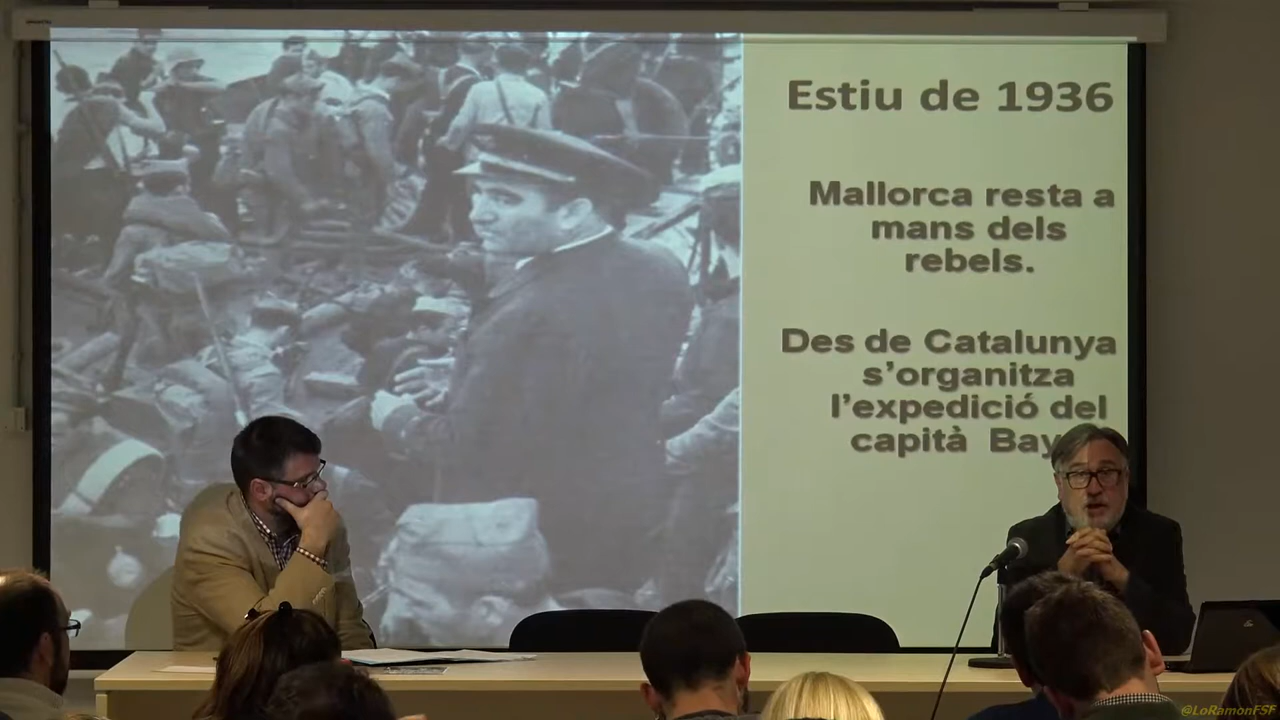 Estiu de 1936
Mallorca resta a
mans dels
rebels.
Des de Catalunya
s’organitza
l’expedició del
capità
@LoRamonFSF